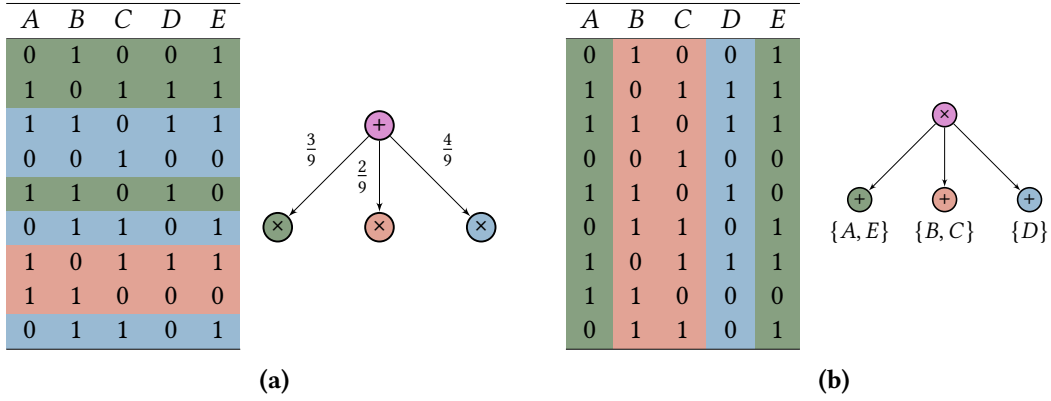 A B C D E
0 1 0 0 1
1 0 1 1 1
1 1 0 1 1
0 0 1 0 0
1 1 0 1 0
0 1 1 0 1
1 0 1 1 1
1 1 0 0 0
0 1 1 0 1
+
3/9 2/9 4/9
× × ×
(a)
A B C D E
0 1 0 0 1
1 0 1 1 1
1 1 0 1 1
0 0 1 0 0
1 1 0 1 0
0 1 1 0 1
1 0 1 1 1
1 1 0 0 0
0 1 1 0 1
×
+ + +
{A, E} {B, C} {D}
(b)